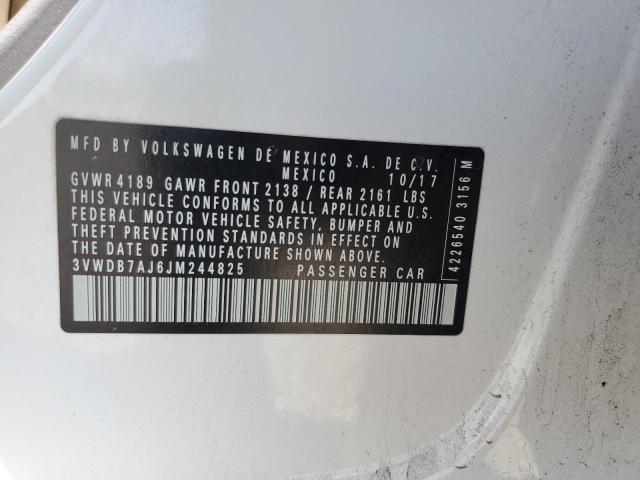 MFD BY VOLKSWAGEN DE MEXICO S.A. DE C.V.
MEXICO 10/17
GVWR 4189 GAWR FRONT 2138 / REAR 2161 LBS
THIS VEHICLE CONFORMS TO ALL APPLICABLE U.S.
FEDERAL MOTOR VEHICLE SAFETY, BUMPER AND
THEFT PREVENTION STANDARDS IN EFFECT ON
THE DATE OF MANUFACTURE SHOWN ABOVE.
3VWDB7AJ6JM244825 PASSENGER CAR
4226540 3156 M